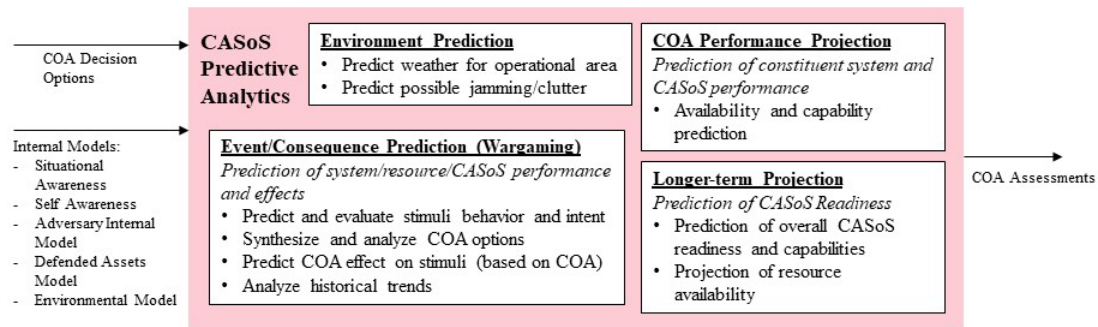 COA Decision
Options
Internal Models:
- Situational
Awareness
- Self Awareness
- Adversary Internal
Model
- Defended Assets
Model
- Environmental Model
CASoS
Predictive
Analytics
Environment Prediction
• Predict weather for operational area
• Predict possible jamming/clutter
Event/Consequence Prediction (Wargaming)
Prediction of system/resource/CASoS performance
and effects
• Predict and evaluate stimuli behavior and intent
• Synthesize and analyze COA options
• Predict COA effect on stimuli (based on COA)
• Analyze historical trends
COA Performance Projection
Prediction of constituent system and
CASoS performance
• Availability and capability
prediction
Longer-term Projection
Prediction of CASoS Readiness
• Prediction of overall CASoS
readiness and capabilities
• Projection of resource
availability
COA Assessments